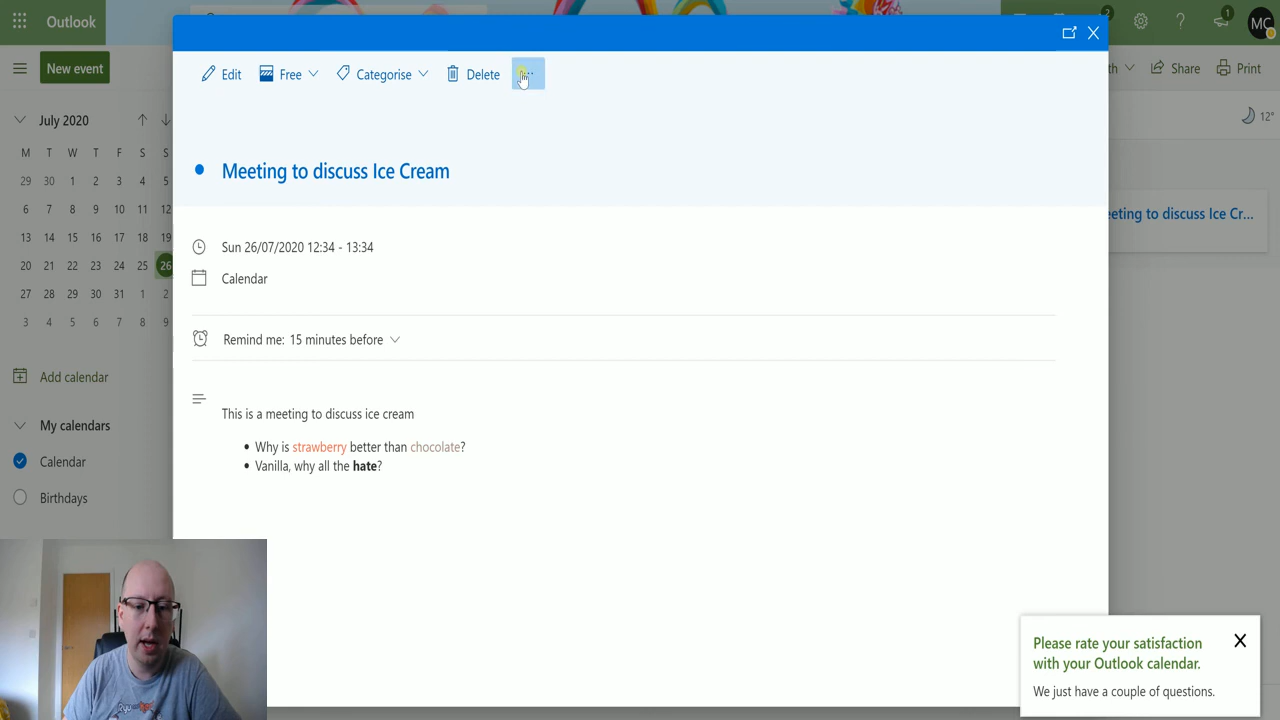 Outlook
2
1
MC
New event
Edit
Free
Categorise
Delete
Share
Print
July 2020
12°
M T W T F S S
29 30 1 2 3 4 5
6 7 8 9 10 11 12
13 14 15 16 17 18 19
20 21 22 23 24 25 26
27 28 29 30 31 1 2
3 4 5 6 7 8 9
Meeting to discuss Ice Cream
eeting to discuss Ice Cr...
Sun 26/07/2020 12:34 - 13:34
Calendar
Remind me: 15 minutes before
Add calendar
My calendars
Calendar
Birthdays
This is a meeting to discuss ice cream
• Why is strawberry better than chocolate?
• Vanilla, why all the hate?
Please rate your satisfaction
with your Outlook calendar.
We just have a couple of questions.